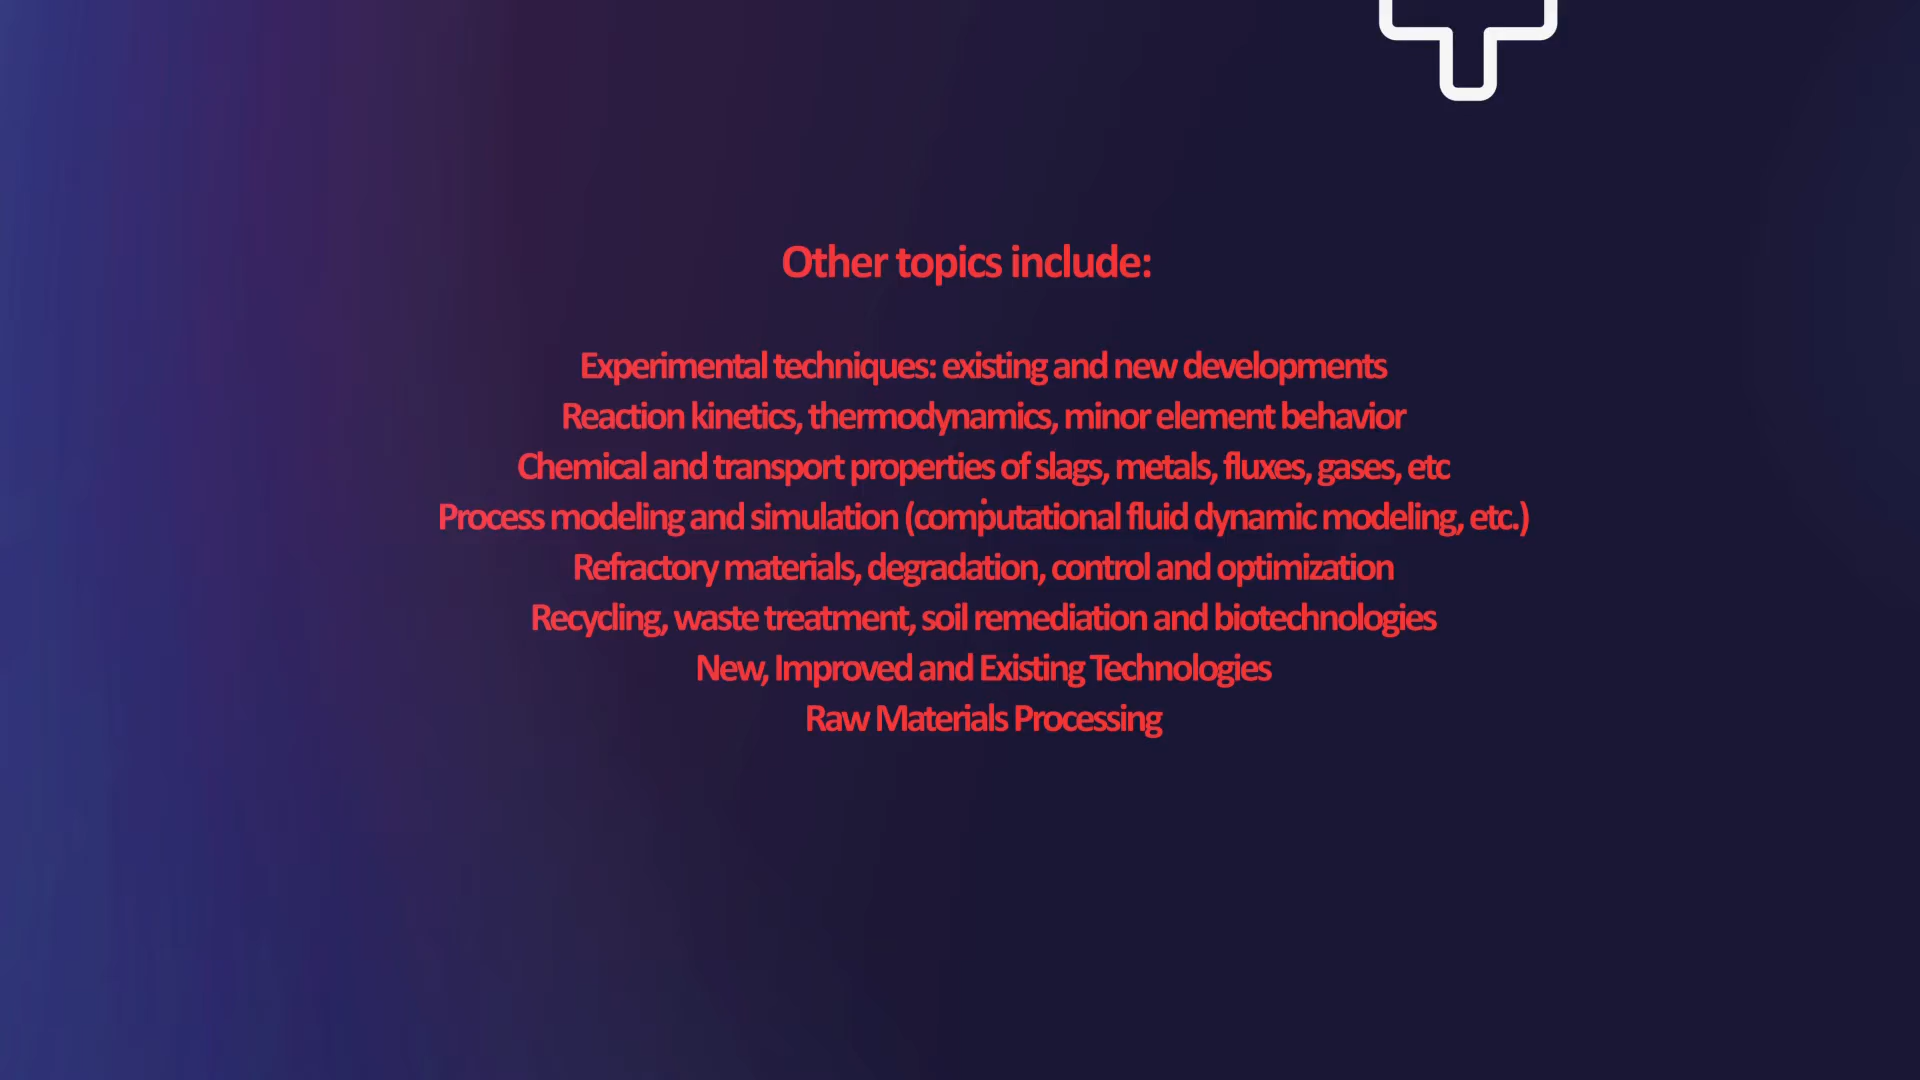 Other topics include:
Experimental techniques: existing and new developments
Reaction kinetics, thermodynamics, minor element behavior
Chemical and transport properties of slags, metals, fluxes, gases, etc
Process modeling and simulation (computational fluid dynamic modeling, etc.)
Refractory materials, degradation, control and optimization
Recycling, waste treatment, soil remediation and biotechnologies
New, Improved and Existing Technologies
Raw Materials Processing